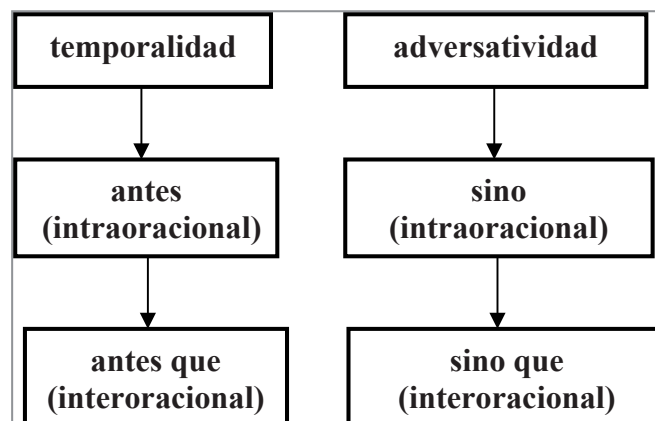 temporalidad
adversatividad
antes
(intraoracional)
sino
(intraoracional)
antes que
(interoracional)
sino que
(interoracional)